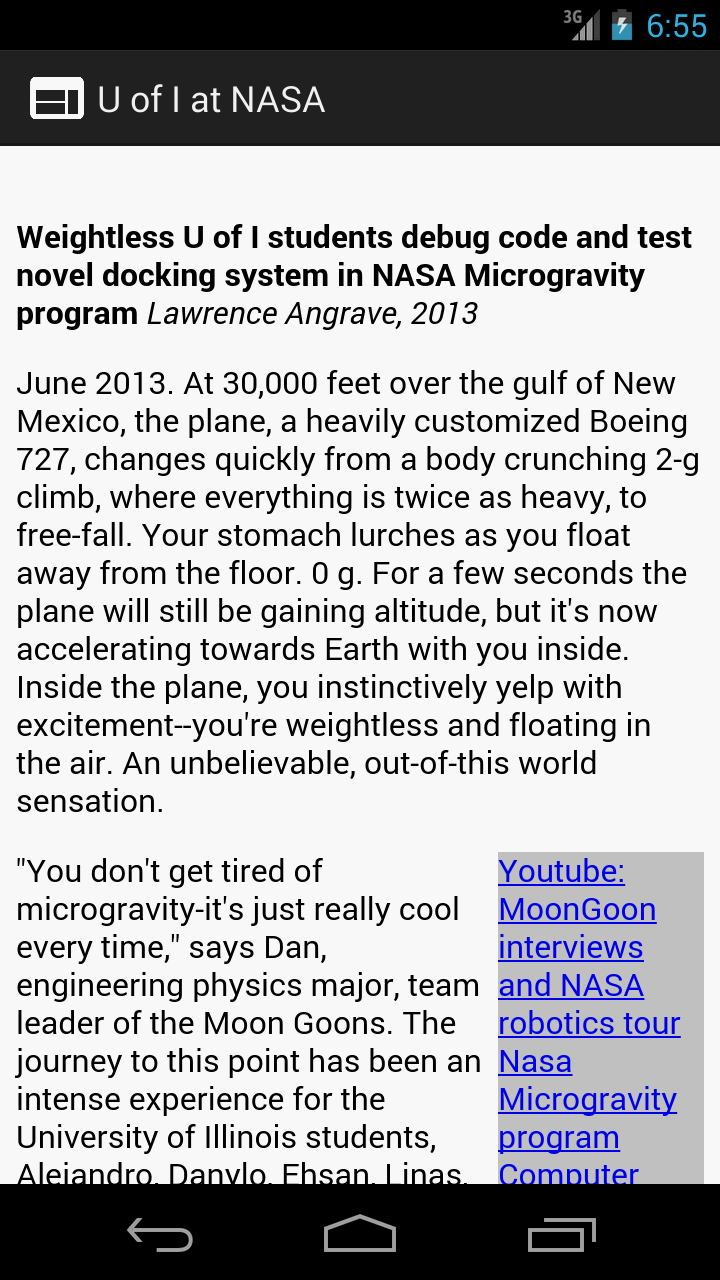 3G
6:55
U of I at NASA
Weightless U of I students debug code and test
novel docking system in NASA Microgravity
program Lawrence Angrave, 2013
June 2013. At 30,000 feet over the gulf of New
Mexico, the plane, a heavily customized Boeing
727, changes quickly from a body crunching 2-g
climb, where everything is twice as heavy, to
free-fall. Your stomach lurches as you float
away from the floor. 0 g. For a few seconds the
plane will still be gaining altitude, but it's now
accelerating towards Earth with you inside.
Inside the plane, you instinctively yelp with
excitement--you're weightless and floating in
the air. An unbelievable, out-of-this world
sensation.
"You don't get tired of
microgravity-it's just really cool
every time," says Dan,
engineering physics major, team
leader of the Moon Goons. The
journey to this point has been an
intense experience for the
University of Illinois students,
Alejandro, Danylo, Ehsan, Linas,
Youtube:
MoonGoon
interviews
and NASA
robotics tour
Nasa
Microgravity
program
Computer